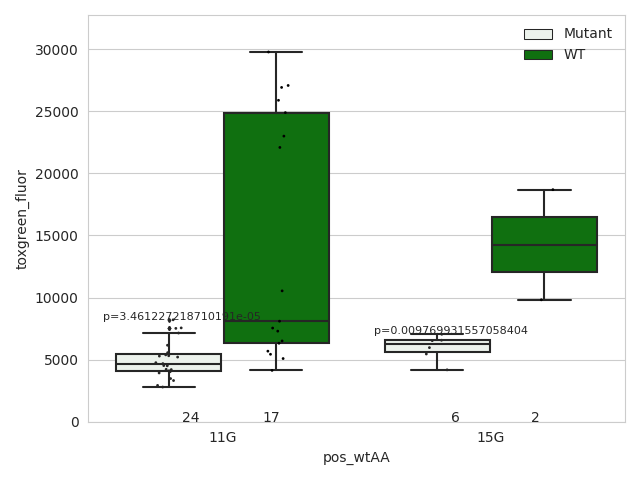 Mutant
WT
toxgreen_fluor
30000
25000
20000
15000
10000
5000
0
p=3.461227218710191e-05
p=0.009769931557058404
24 17 6 2
11G 15G
pos_wtAA